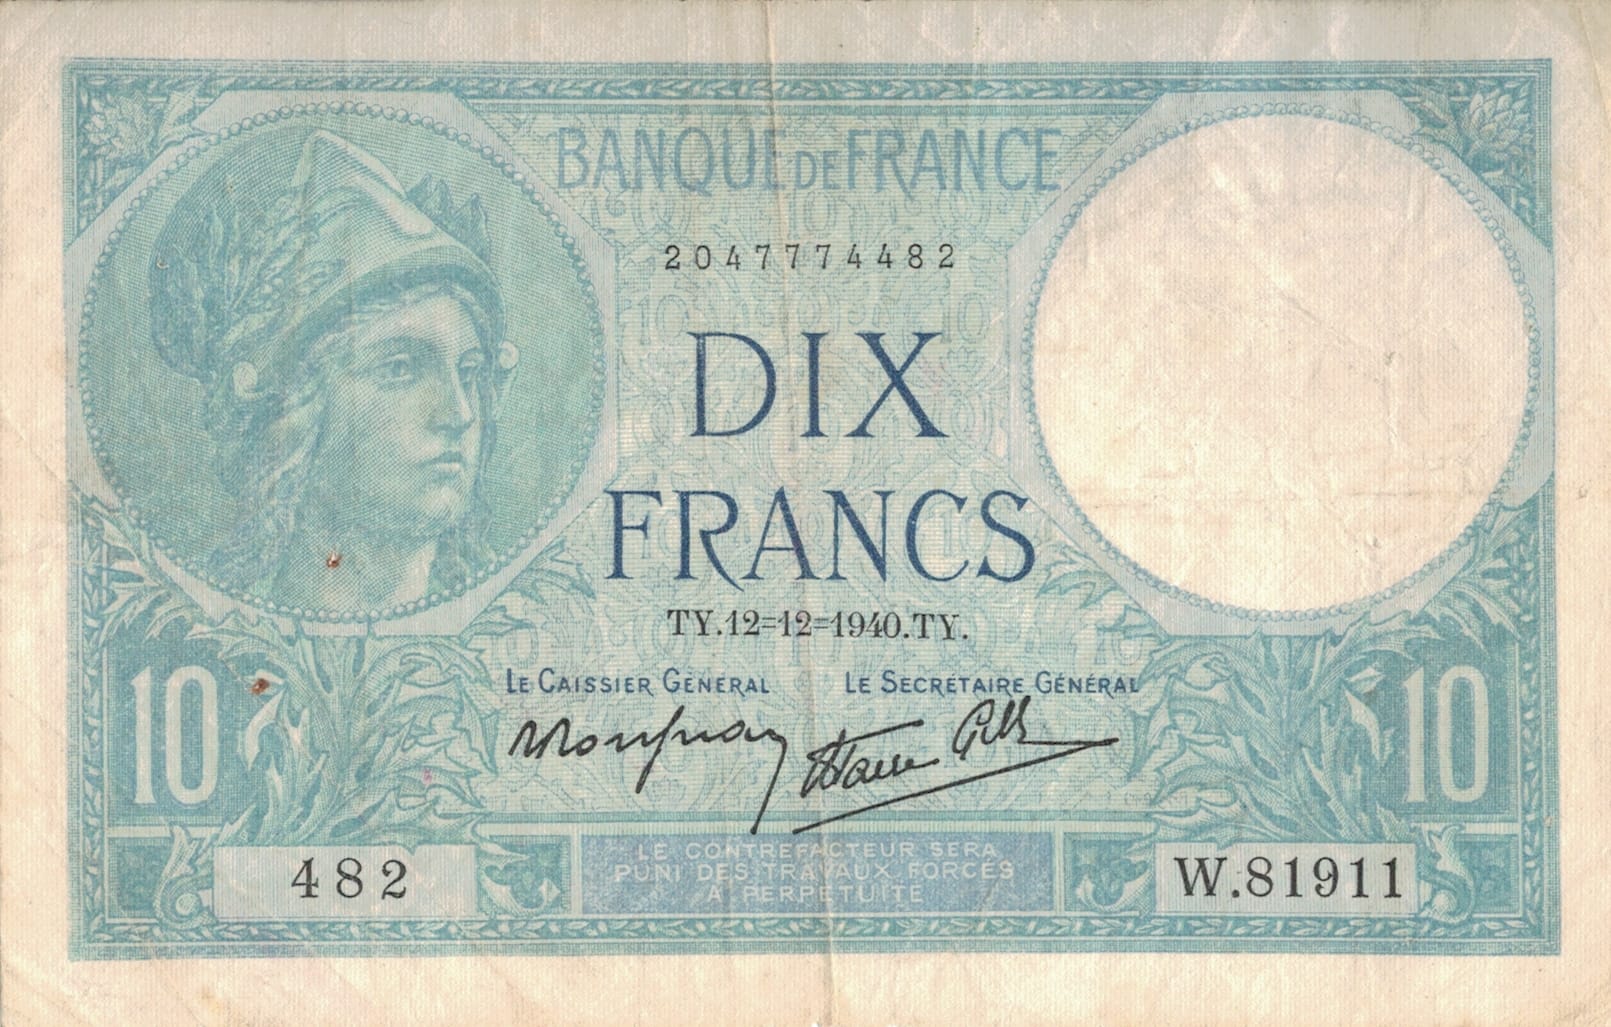 BANQUE DE FRANCE
2047774482
DIX
FRANCS
TY.12=12=1940.TY.
LE CAISSIER GÉNÉRAL LE SECRÉTAIRE GÉNÉRAL
10 10
LE CONTREFACTEUR SERA
PUNI DES TRAVAUX FORCÉS
À PERPÉTUITÉ
482 W.81911